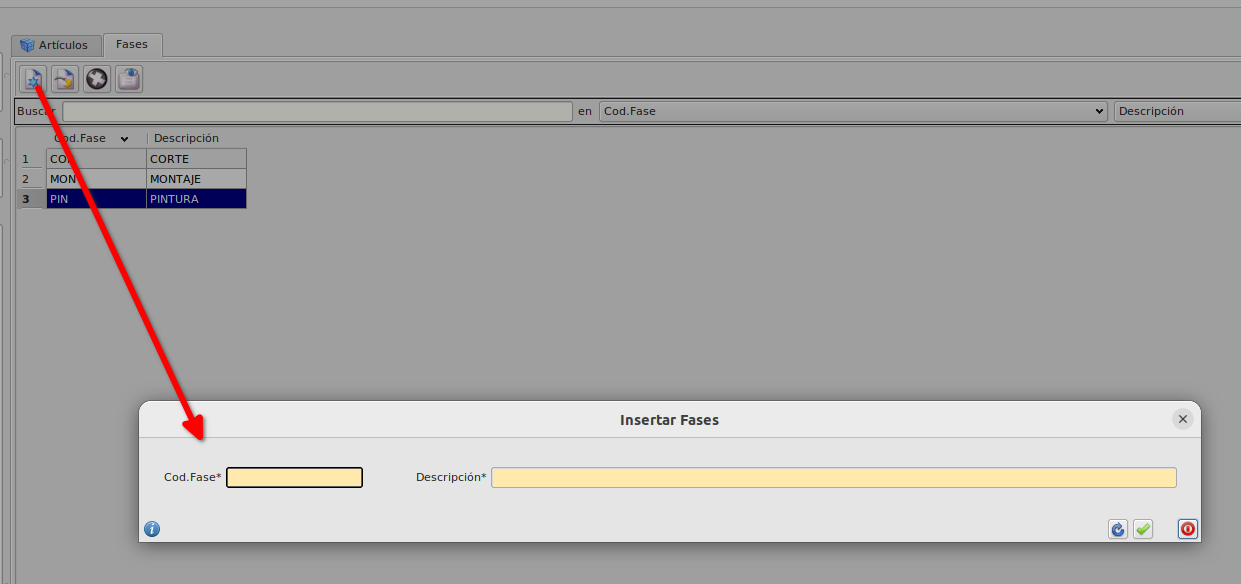 Artículos Fases
Buscar en Cod.Fase Descripción
Cod.Fase Descripción
1 COR CORTE
2 MON MONTAJE
3 PIN PINTURA
Insertar Fases
Cod.Fase* Descripción*